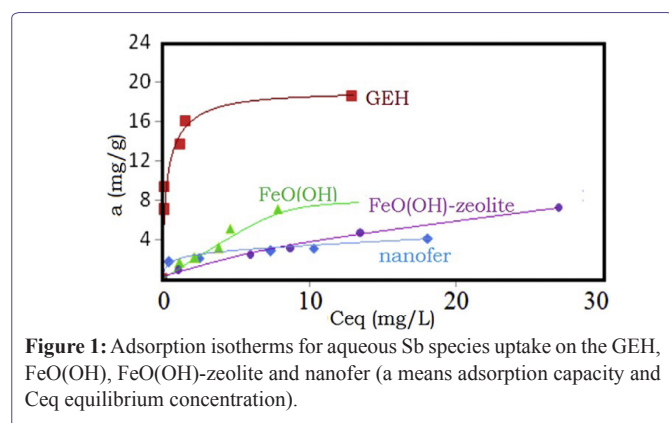 24
20
16
12
8
4
a (mg/g)
GEH
FeO(OH)
FeO(OH)-zeolite
nanofer
0
10
20
30
Ceq (mg/L)
Figure 1: Adsorption isotherms for aqueous Sb species uptake on the GEH,
FeO(OH), FeO(OH)-zeolite and nanofer (a means adsorption capacity and
Ceq equilibrium concentration).